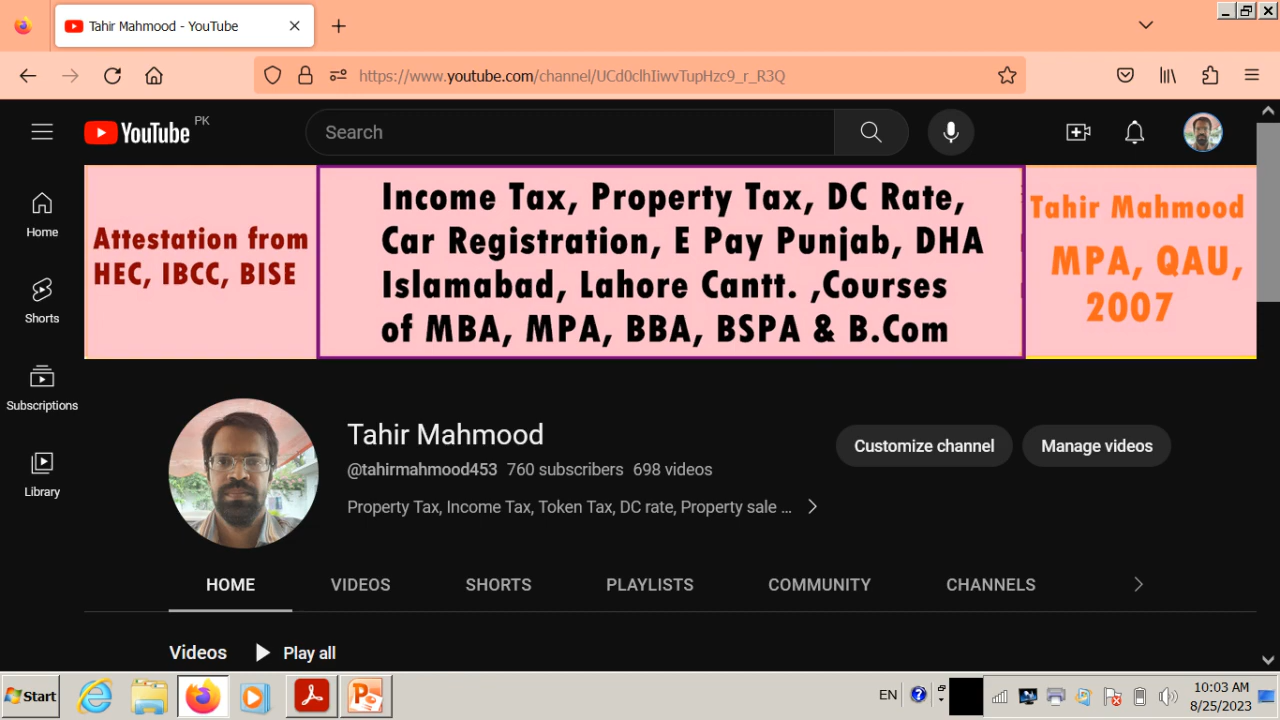 Tahir Mahmood - YouTube
https://www.youtube.com/channel/UCd0clhIiwvTupHzc9_r_R3Q
YouTube PK
Search
Attestation from
HEC, IBCC, BISE
Income Tax, Property Tax, DC Rate,
Car Registration, E Pay Punjab, DHA
Islamabad, Lahore Cantt. ,Courses
of MBA, MPA, BBA, BSPA & B.Com
Tahir Mahmood
MPA, QAU,
2007
Home
Shorts
Subscriptions
Library
Tahir Mahmood
@tahirmahmood453 760 subscribers 698 videos
Property Tax, Income Tax, Token Tax, DC rate, Property sale ...
Customize channel
Manage videos
HOME VIDEOS SHORTS PLAYLISTS COMMUNITY CHANNELS
Videos Play all
Start
EN
10:03 AM
8/25/2023